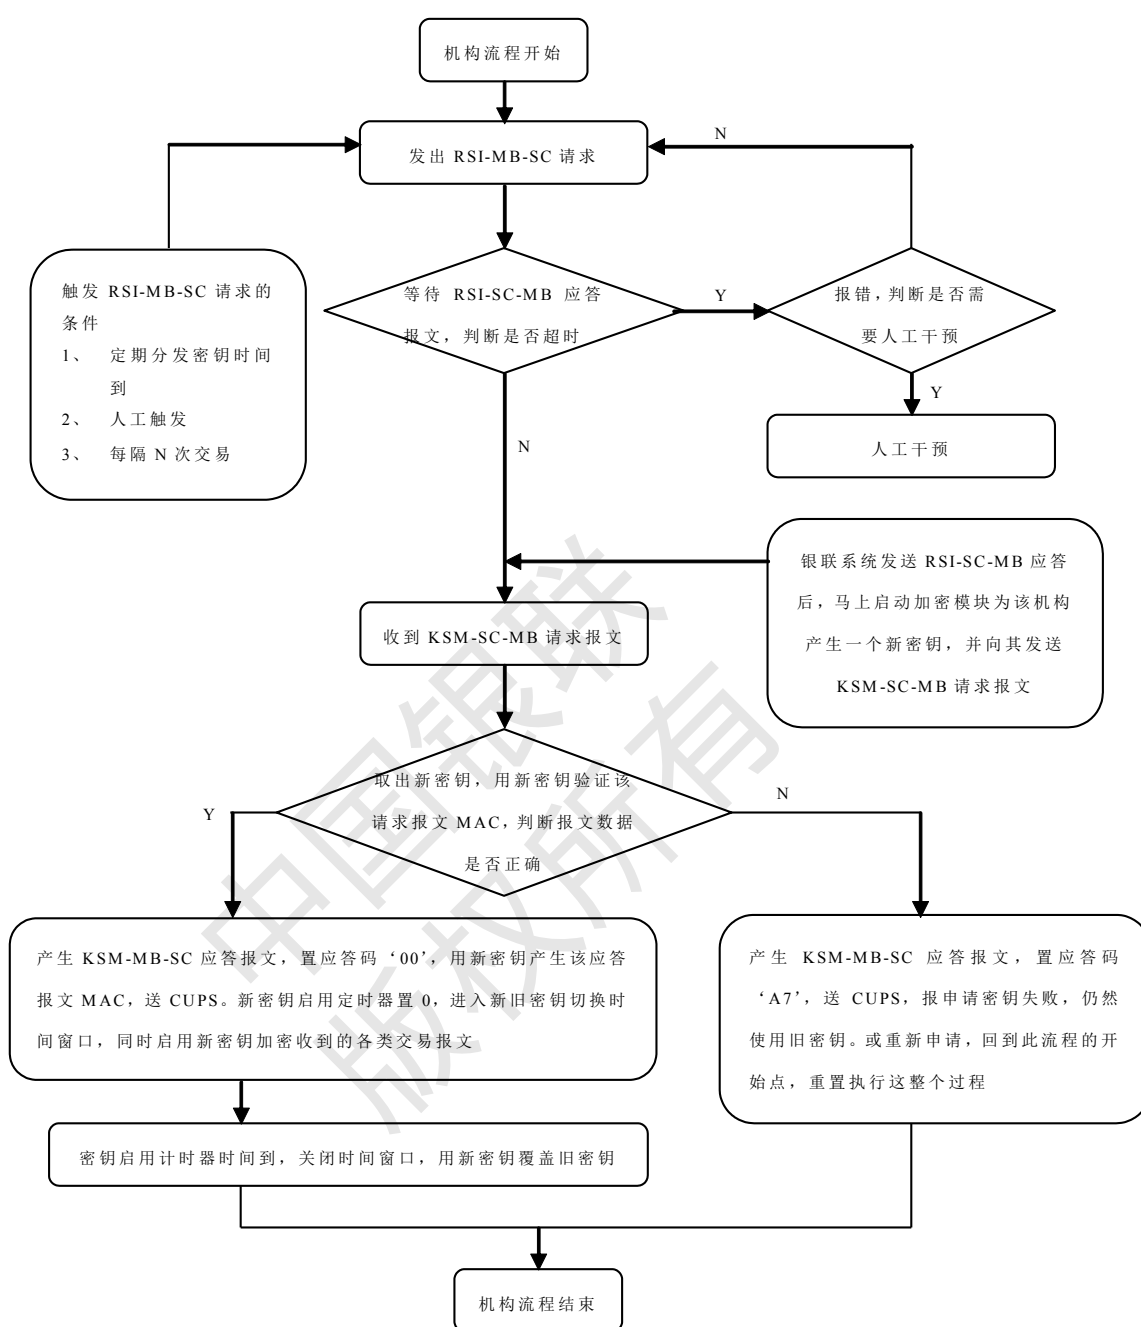 机构流程开始
发出 RSI-MB-SC 请求
N
触发 RSI-MB-SC 请求的
条件
1、 定期分发密钥时间
到
2、 人工触发
3、 每隔 N 次交易
等待 RSI-SC-MB 应答
报文，判断是否超时
Y
报错，判断是否需
要人工干预
Y
人工干预
N
银联系统发送 RSI-SC-MB 应答
后，马上启动加密模块为该机构
产生一个新密钥，并向其发送
KSM-SC-MB 请求报文
收到 KSM-SC-MB 请求报文
取出新密钥，用新密钥验证该
请求报文 MAC，判断报文数据
是否正确
Y
N
产生 KSM-MB-SC 应答报文，置应答码‘00’，用新密钥产生该应答
报文 MAC，送 CUPS。新密钥启用定时器置 0，进入新旧密钥切换时
间窗口，同时启用新密钥加密收到的各类交易报文
产生 KSM-MB-SC 应答报文，置应答码
‘A7’，送 CUPS，报申请密钥失败，仍然
使用旧密钥。或重新申请，回到此流程的开
始点，重置执行这整个过程
密钥启用计时器时间到，关闭时间窗口，用新密钥覆盖旧密钥
机构流程结束
中国银联
版权所有